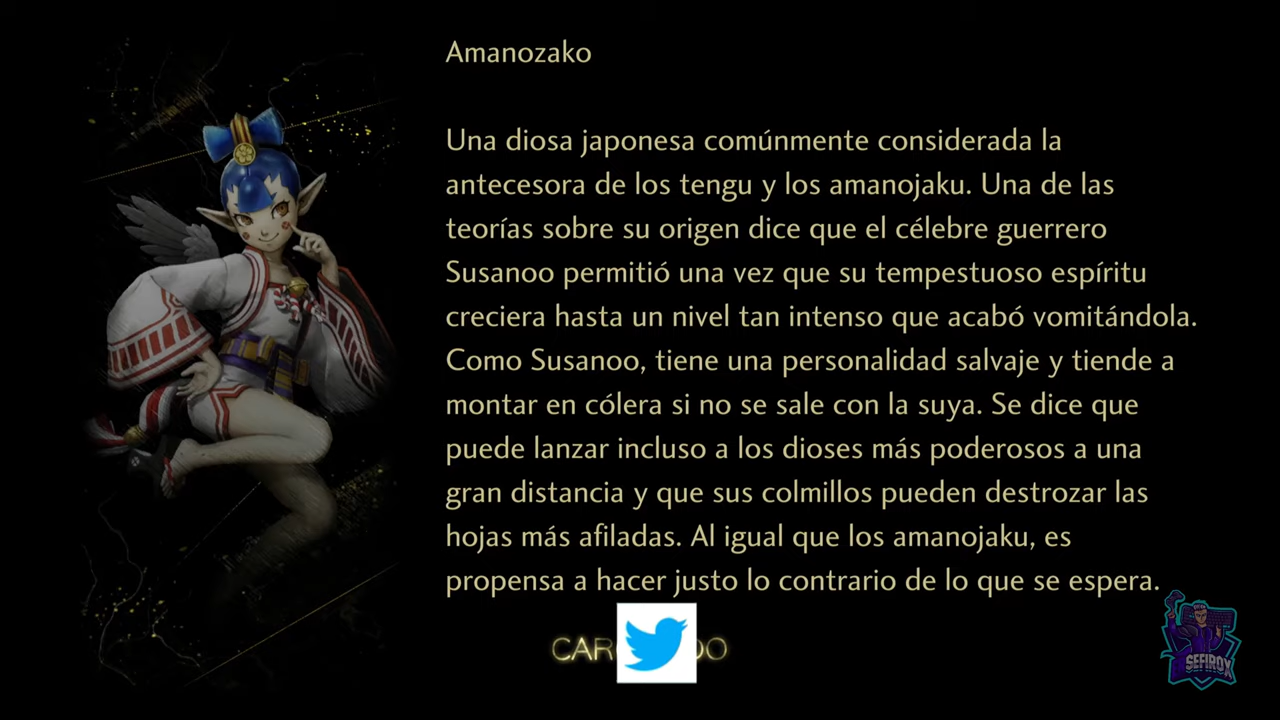 Amanozako
Una diosa japonesa comúnmente considerada la
antecesora de los tengu y los amanojaku. Una de las
teorías sobre su origen dice que el célebre guerrero
Susanoo permitió una vez que su tempestuoso espíritu
creciera hasta un nivel tan intenso que acabó vomitándola.
Como Susanoo, tiene una personalidad salvaje y tiende a
montar en cólera si no se sale con la suya. Se dice que
puede lanzar incluso a los dioses más poderosos a una
gran distancia y que sus colmillos pueden destrozar las
hojas más afiladas. Al igual que los amanojaku, es
propensa a hacer justo lo contrario de lo que se espera.
SEFIROX